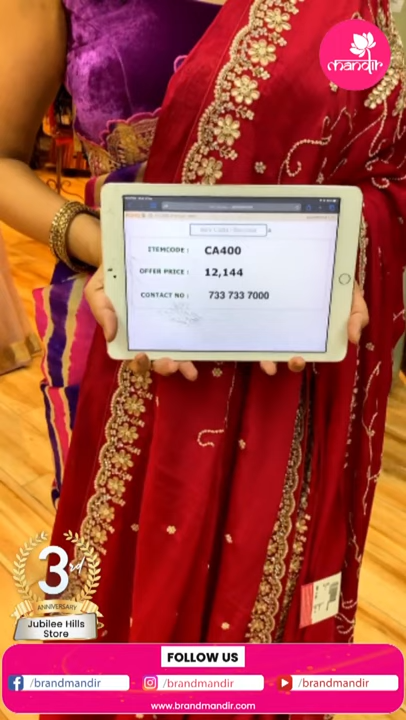 mandir
ITEMCODE : CA400
OFFER PRICE : 12,144
CONTACT NO : 733 733 7000
3rd
ANNIVERSARY
Jubilee Hills
Store
FOLLOW US
/brandmandir /brandmandir /brandmandir
www.brandmandir.com